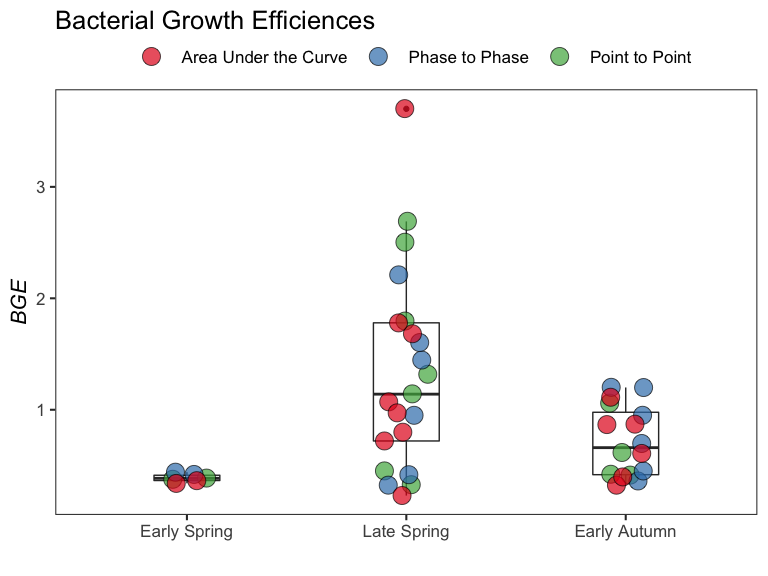 Bacterial Growth Efficiences
Area Under the Curve Phase to Phase Point to Point
3
2
1
BGE
Early Spring Late Spring Early Autumn